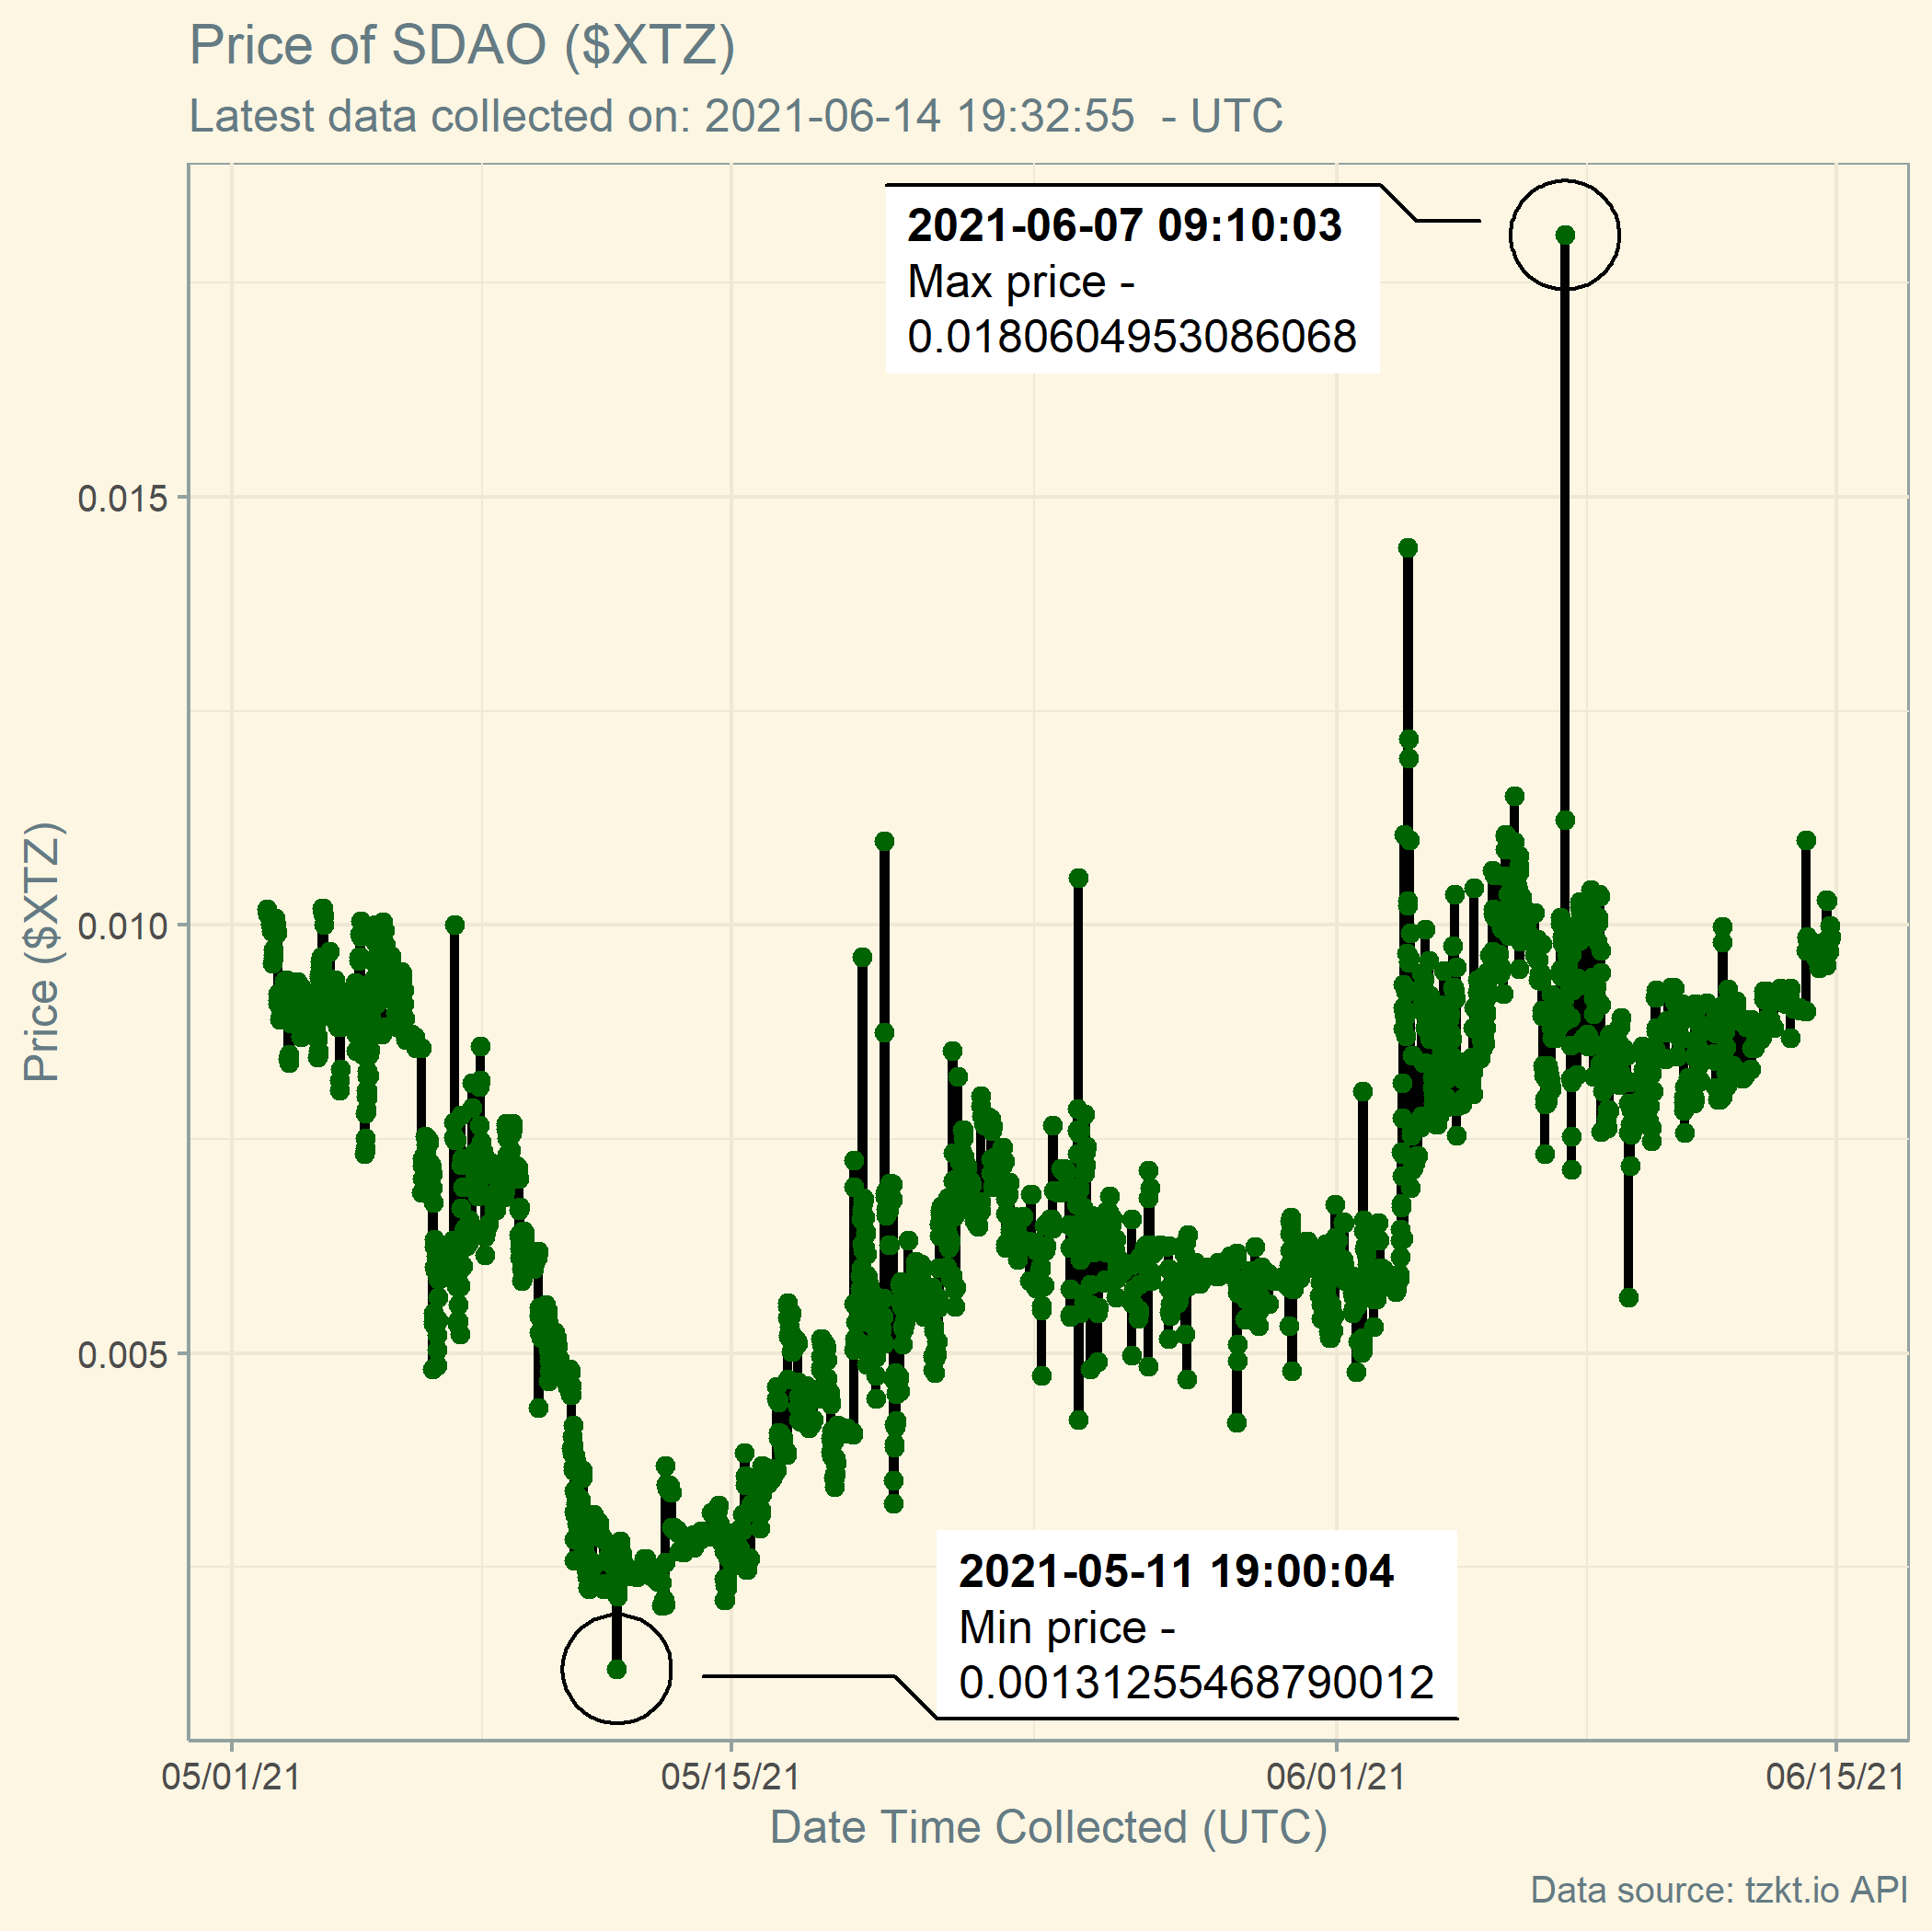 Price of SDAO ($XTZ)
Latest data collected on: 2021-06-14 19:32:55  - UTC
2021-06-07 09:10:03
Max price -
0.0180604953086068
0.015
0.010
0.005
Price ($XTZ)
2021-05-11 19:00:04
Min price -
0.00131255468790012
05/01/21
05/15/21
06/01/21
06/15/21
Date Time Collected (UTC)
Data source: tzkt.io API